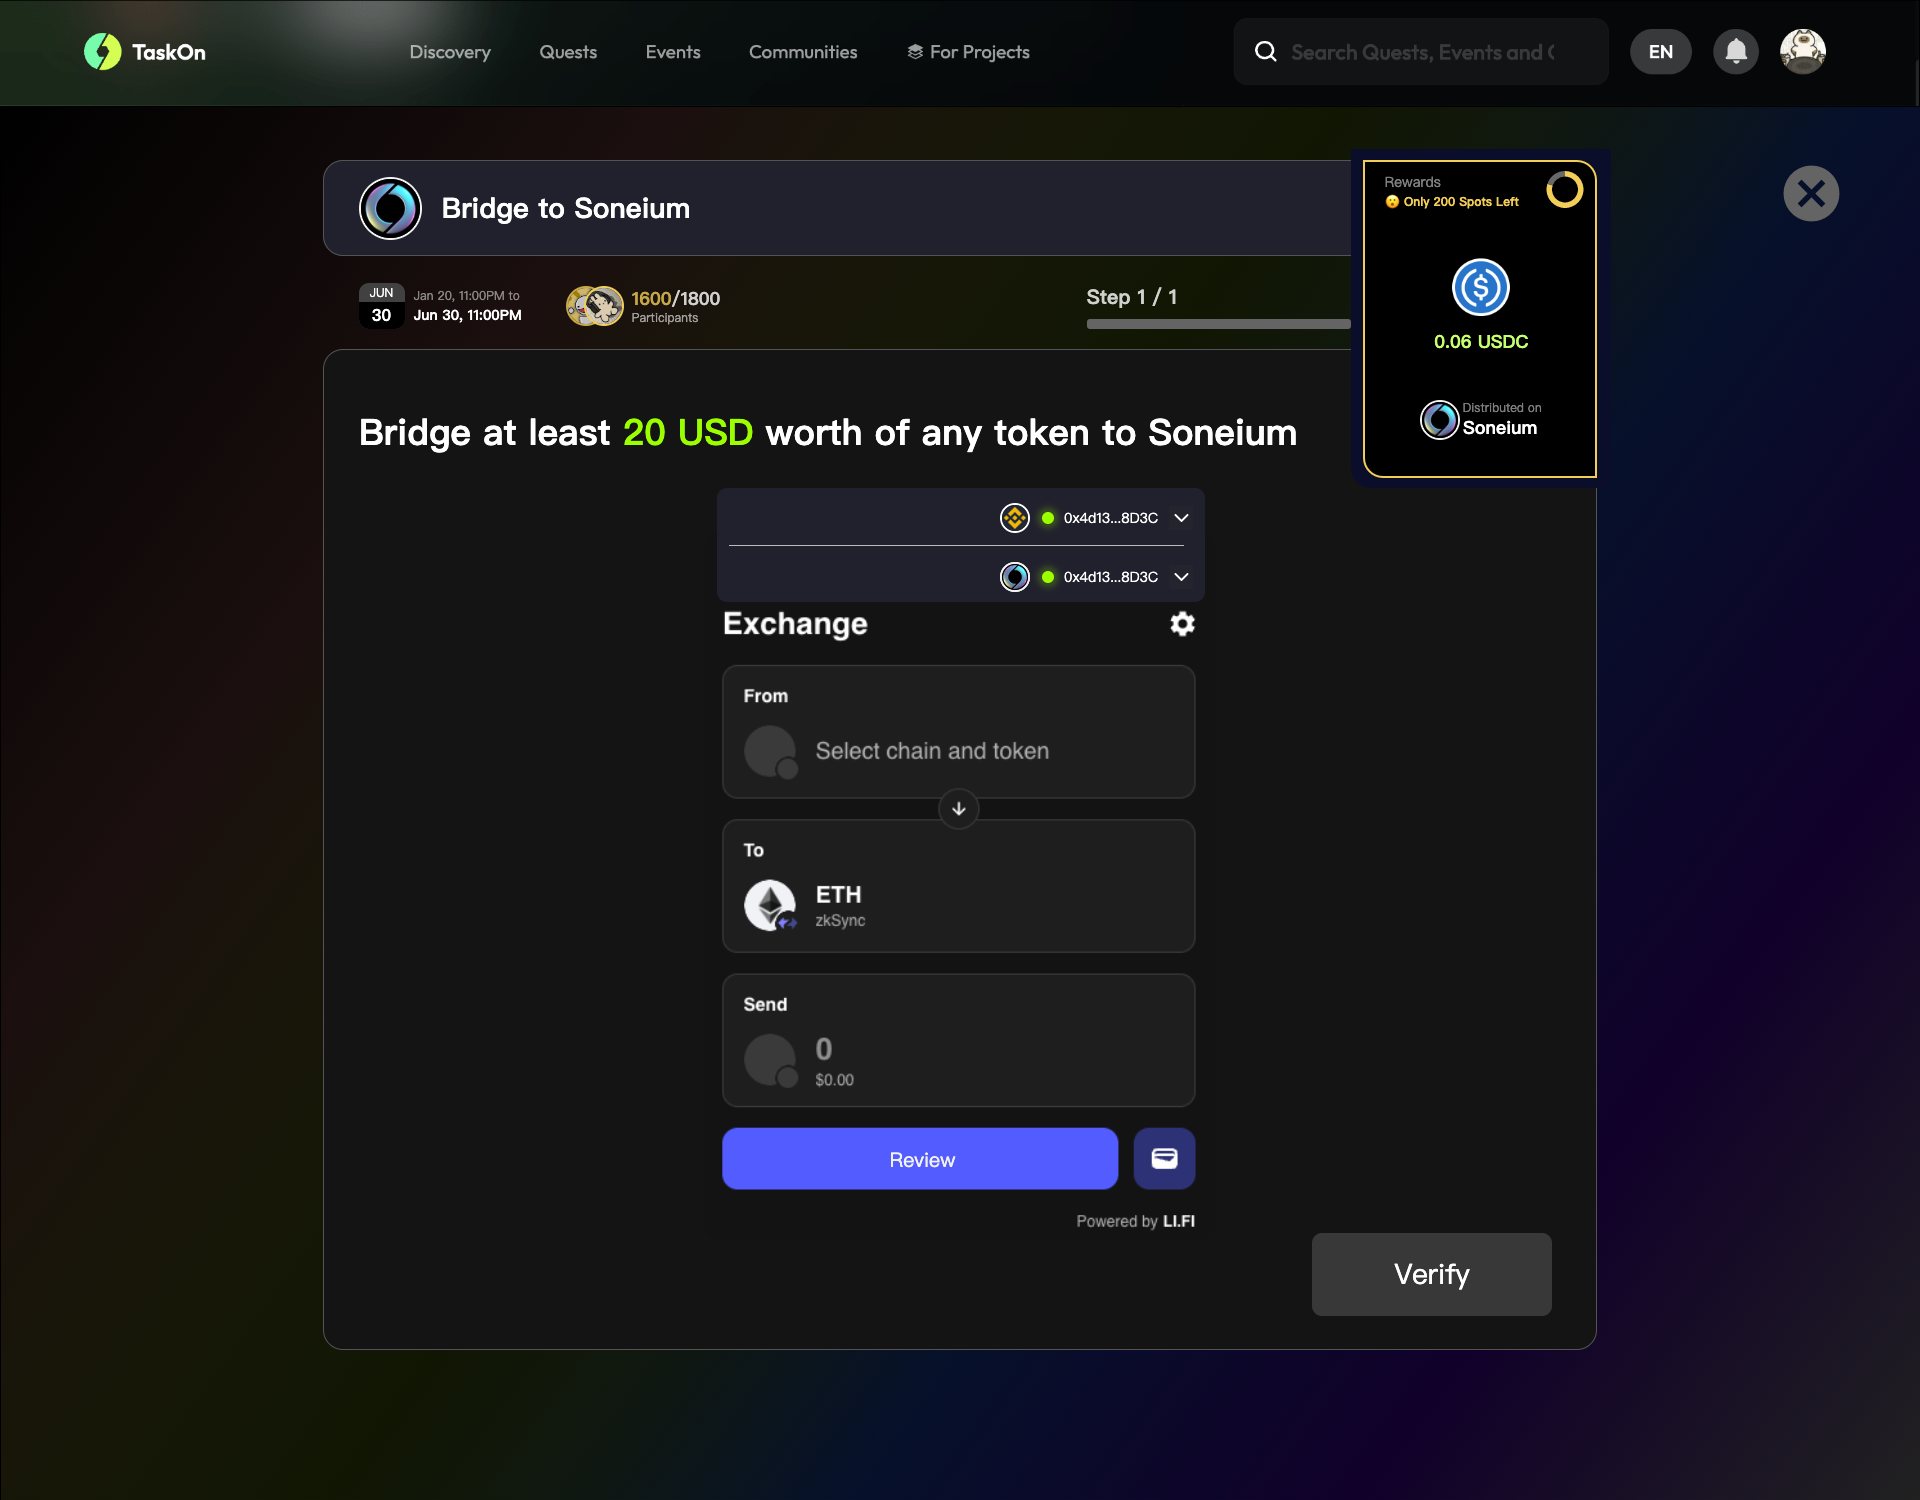 TaskOn
Discovery
Quests
Events
Communities
For Projects
Search Quests, Events and C
EN
Bridge to Soneium
Rewards
😮 Only 200 Spots Left
0.06 USDC
Distributed on
Soneium
JUN
30
Jan 20, 11:00PM to
Jun 30, 11:00PM
1600/1800
Participants
Step 1 / 1
Bridge at least 20 USD worth of any token to Soneium
0x4d13...8D3C
0x4d13...8D3C
Exchange
From
Select chain and token
To
ETH
zkSync
Send
0
$0.00
Review
Powered by LI.FI
Verify